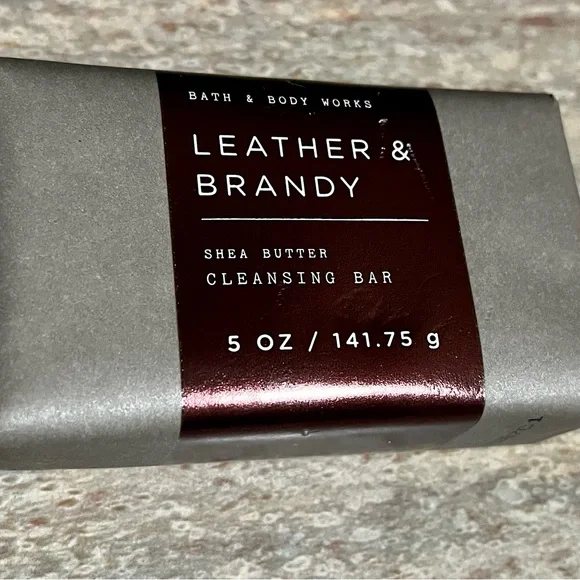 BATH & BODY WORKS
LEATHER &
BRANDY
SHEA BUTTER
CLEANSING BAR
5 OZ / 141.75 g